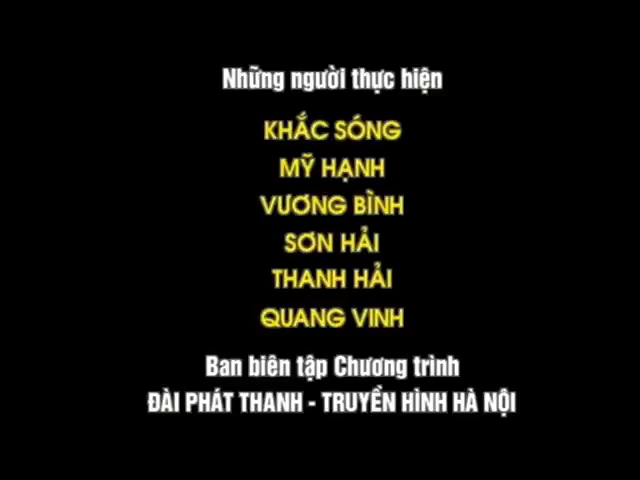 Những người thực hiện
KHẮC SÓNG
MỸ HẠNH
VƯƠNG BÌNH
SƠN HẢI
THANH HẢI
QUANG VINH
Ban biên tập Chương trình
ĐÀI PHÁT THANH - TRUYỀN HÌNH HÀ NỘI